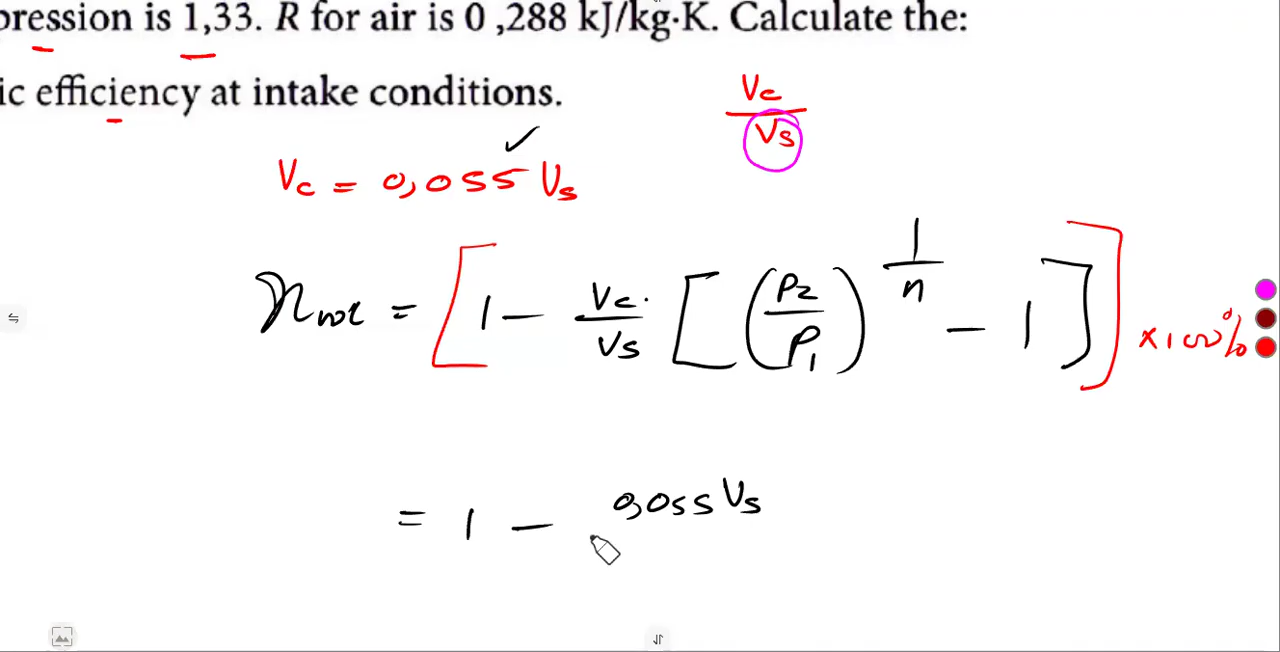 pression is 1,33. R for air is 0 ,288 kJ/kg·K. Calculate the:
ic efficiency at intake conditions.
Vc / Vs
Vc = 0,055 Vs
ηvol = [1 − Vc/Vs [(P2/P1)^(1/n) − 1]] ×100%
= 1 − 0,055 Vs